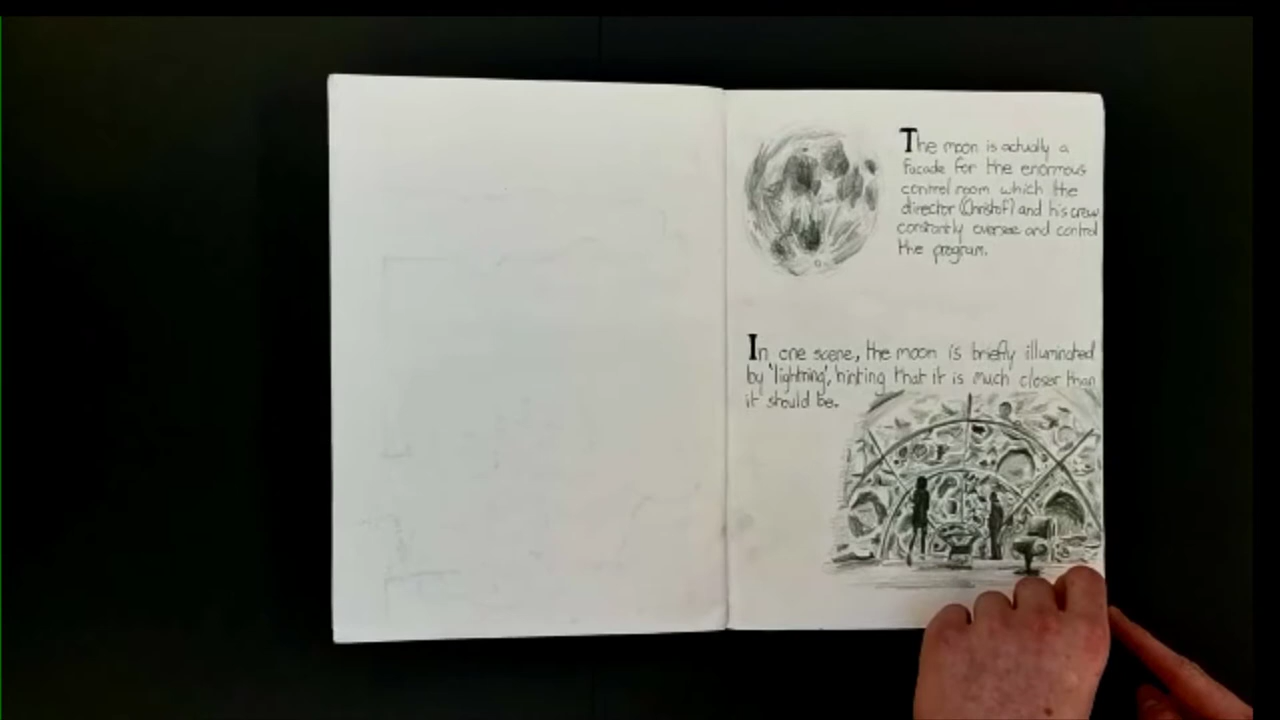 The moon is actually a
facade for the enormous
control room which the
director (Christof) and his crew
constantly oversee and control
the program.
In one scene, the moon is briefly illuminated
by 'lightning', hinting that it is much closer than
it should be.